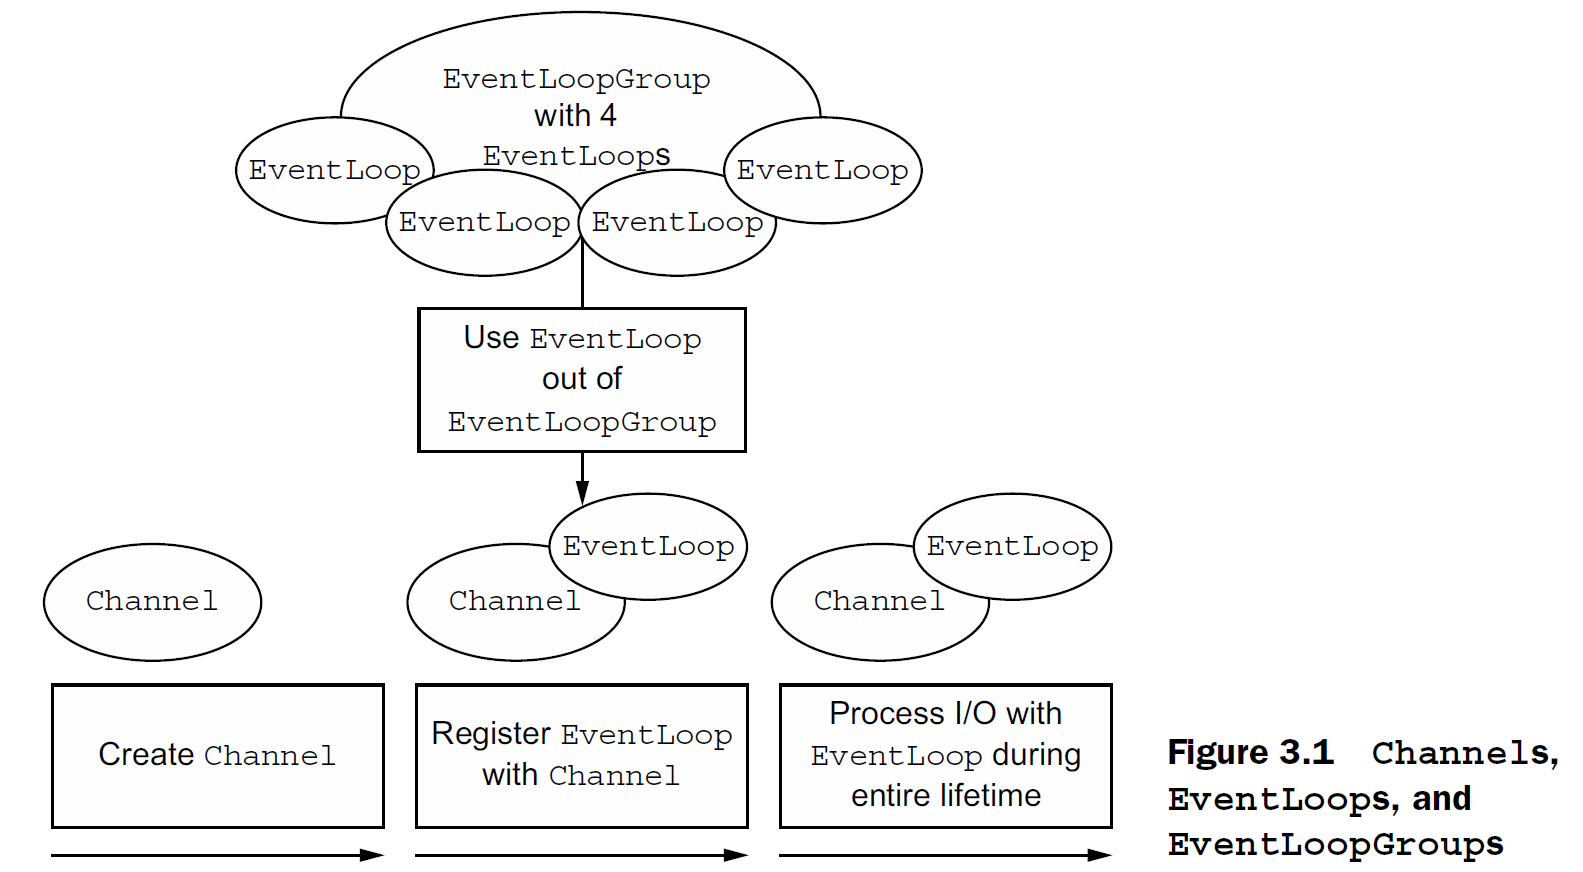 EventLoopGroup
with 4
EventLoops
EventLoop
EventLoop
EventLoop
EventLoop
Use EventLoop
out of
EventLoopGroup
Channel
Channel
EventLoop
Channel
EventLoop
Create Channel
Register EventLoop
with Channel
Process I/O with
EventLoop during
entire lifetime
Figure 3.1 Channels,
EventLoops, and
EventLoopGroups